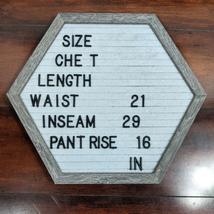 SIZE
CHE T
LENGTH
WAIST 21
INSEAM 29
PANT RISE 16
IN